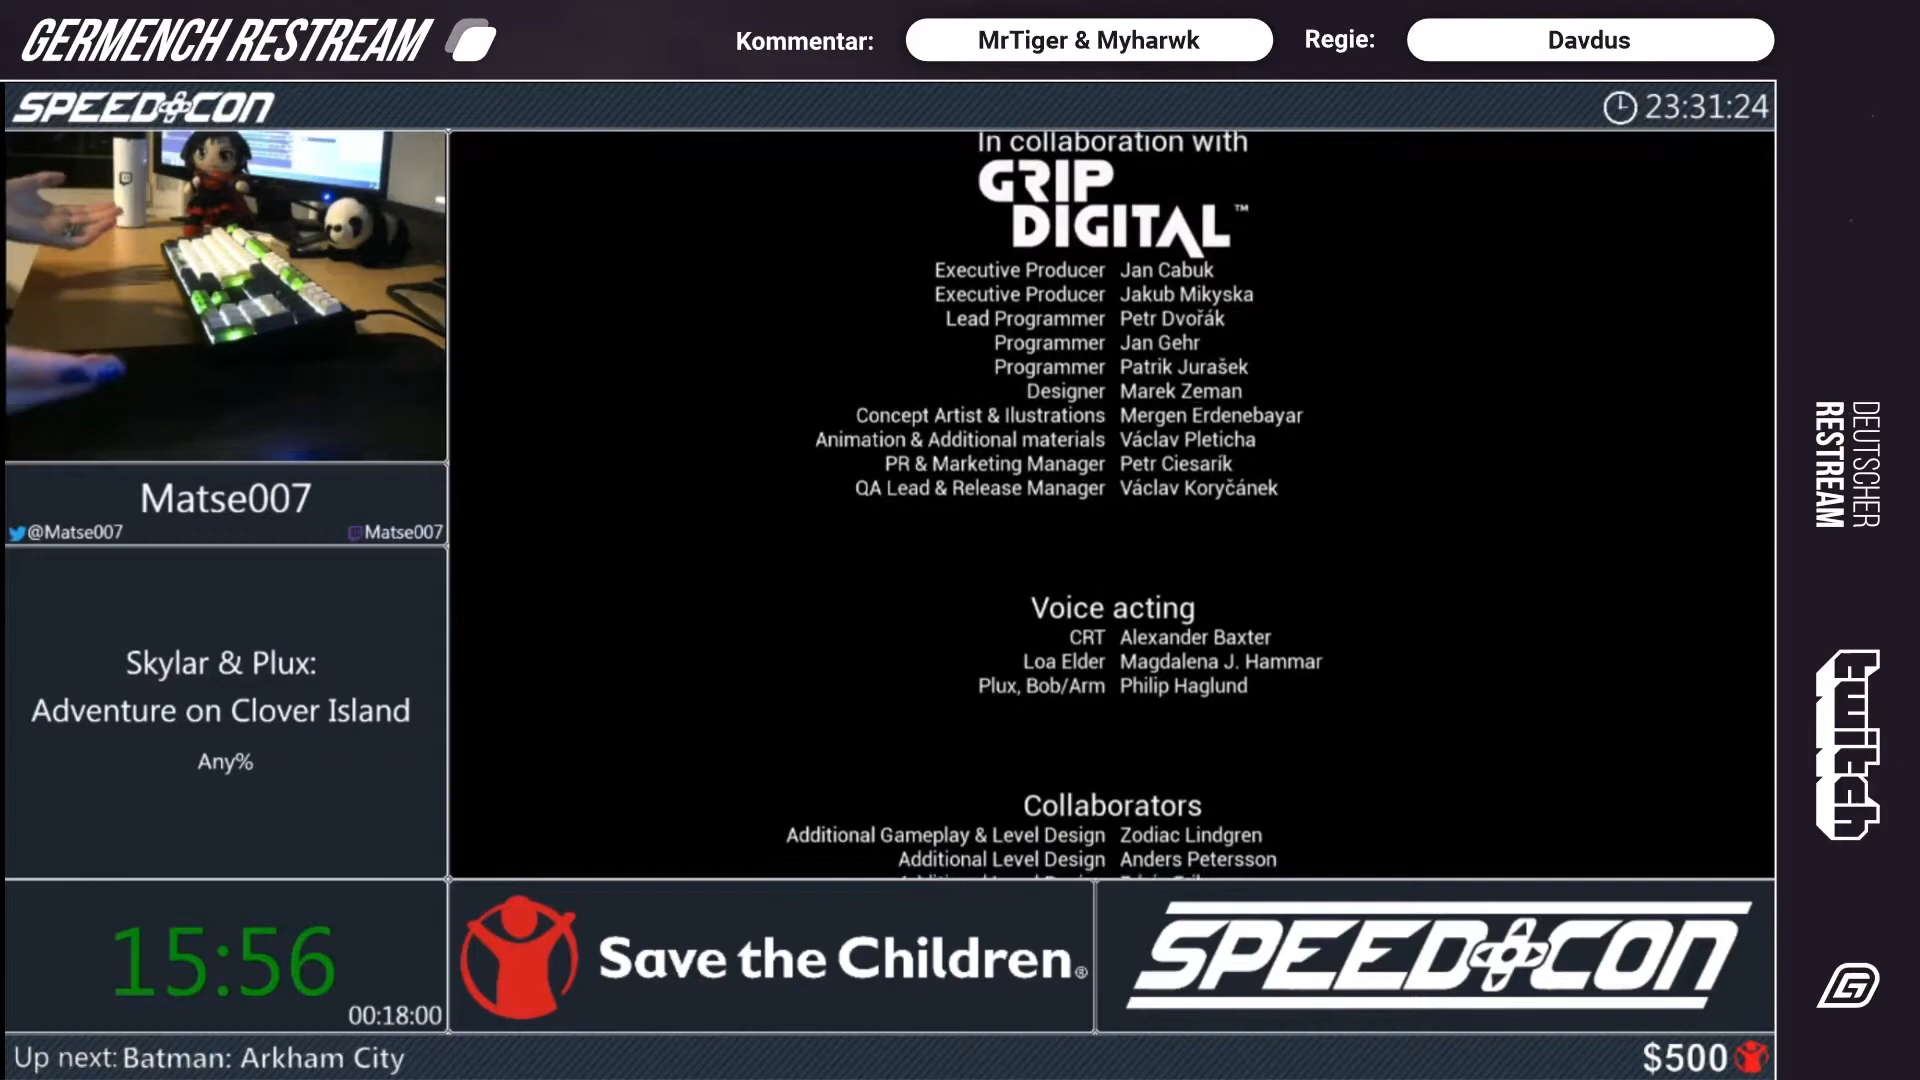 GERMENCH RESTREAM
Kommentar:
MrTiger & Myharwk
Regie:
Davdus
SPEEDCON
23:31:24
In collaboration with
GRIP
DIGITAL™
Executive Producer Jan Cabuk
Executive Producer Jakub Mikyska
Lead Programmer Petr Dvořák
Programmer Jan Gehr
Programmer Patrik Jurašek
Designer Marek Zeman
Concept Artist & Ilustrations Mergen Erdenebayar
Animation & Additional materials Václav Pleticha
PR & Marketing Manager Petr Ciesarík
QA Lead & Release Manager Václav Koryčánek
Voice acting
CRT Alexander Baxter
Loa Elder Magdalena J. Hammar
Plux, Bob/Arm Philip Haglund
Collaborators
Additional Gameplay & Level Design Zodiac Lindgren
Additional Level Design Anders Petersson
Matse007
@Matse007
Matse007
Skylar & Plux:
Adventure on Clover Island
Any%
15:56
00:18:00
Save the Children®
SPEEDCON
Up next: Batman: Arkham City
$500
DEUTSCHER
RESTREAM
twitch
G